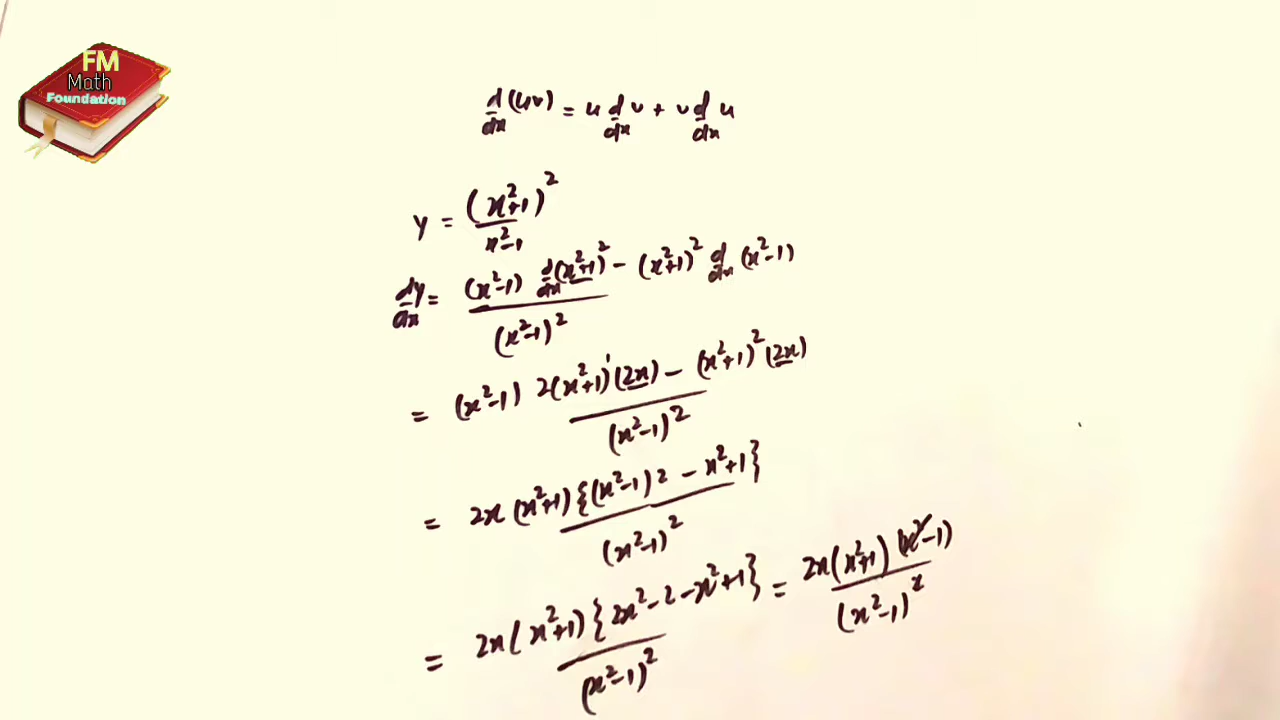 FM
Math
Foundation
d/dx (uv) = u d/dx v + v d/dx u
y = (x²+1)² / x²-1
dy/dx = (x²-1) d/dx (x²+1)² - (x²+1)² d/dx (x²-1) / (x²-1)²
= (x²-1) 2(x²+1)¹(2x) - (x²+1)²(2x) / (x²-1)²
= 2x (x²+1){(x²-1)2 - x²+1} / (x²-1)²
= 2x(x²+1){2x²-2-x²+1} / (x²-1)² = 2x(x²+1)(x²-1) / (x²-1)²